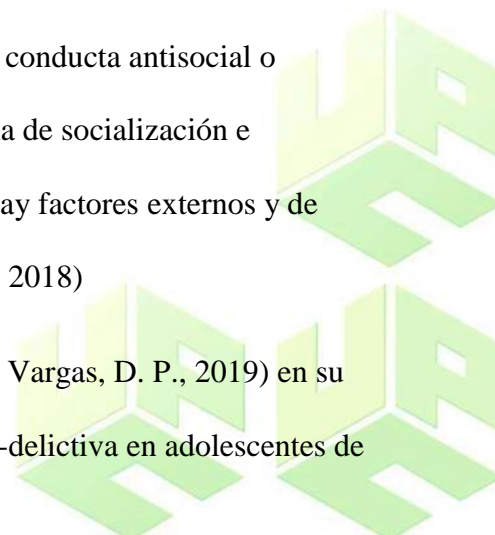 conducta antisocial o
a de socialización e
ay factores externos y de
2018)
Vargas, D. P., 2019) en su
-delictiva en adolescentes de